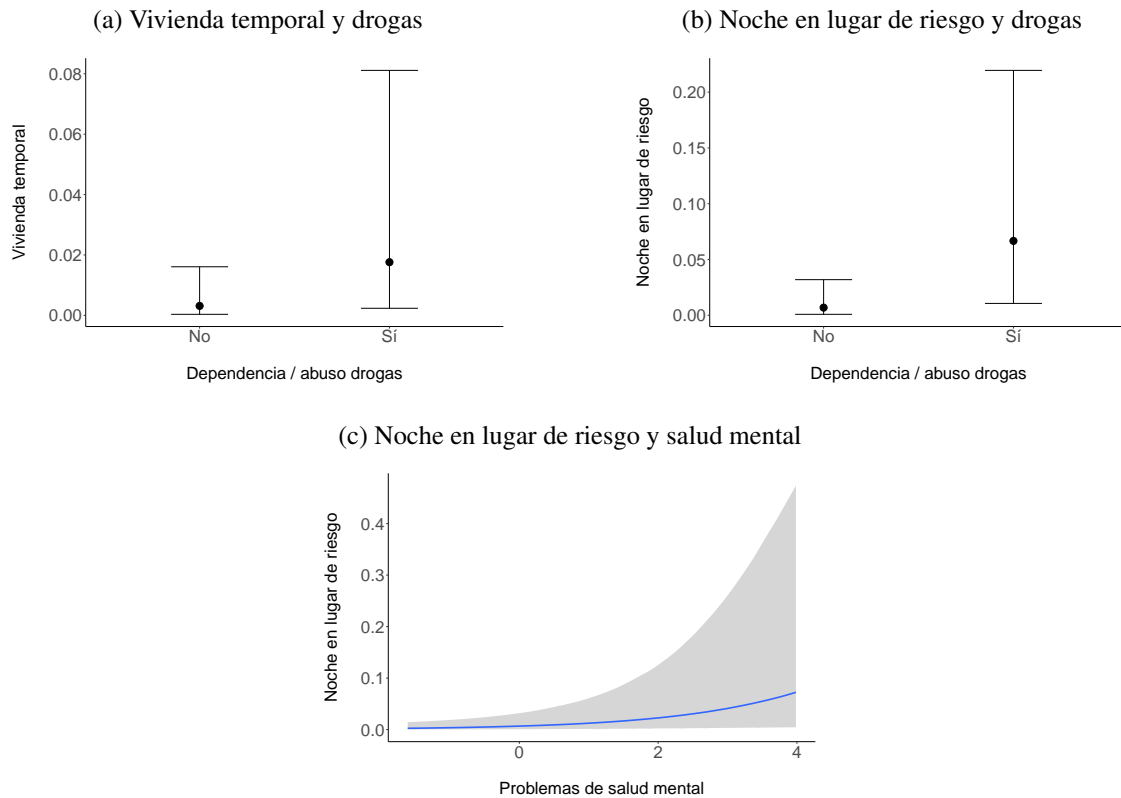 (a) Vivienda temporal y drogas
Vivienda temporal
0.08
0.06
0.04
0.02
0.00
No
Sí
Dependencia / abuso drogas
(b) Noche en lugar de riesgo y drogas
Noche en lugar de riesgo
0.20
0.15
0.10
0.05
0.00
No
Sí
Dependencia / abuso drogas
(c) Noche en lugar de riesgo y salud mental
Noche en lugar de riesgo
0.4
0.3
0.2
0.1
0.0
0
2
4
Problemas de salud mental